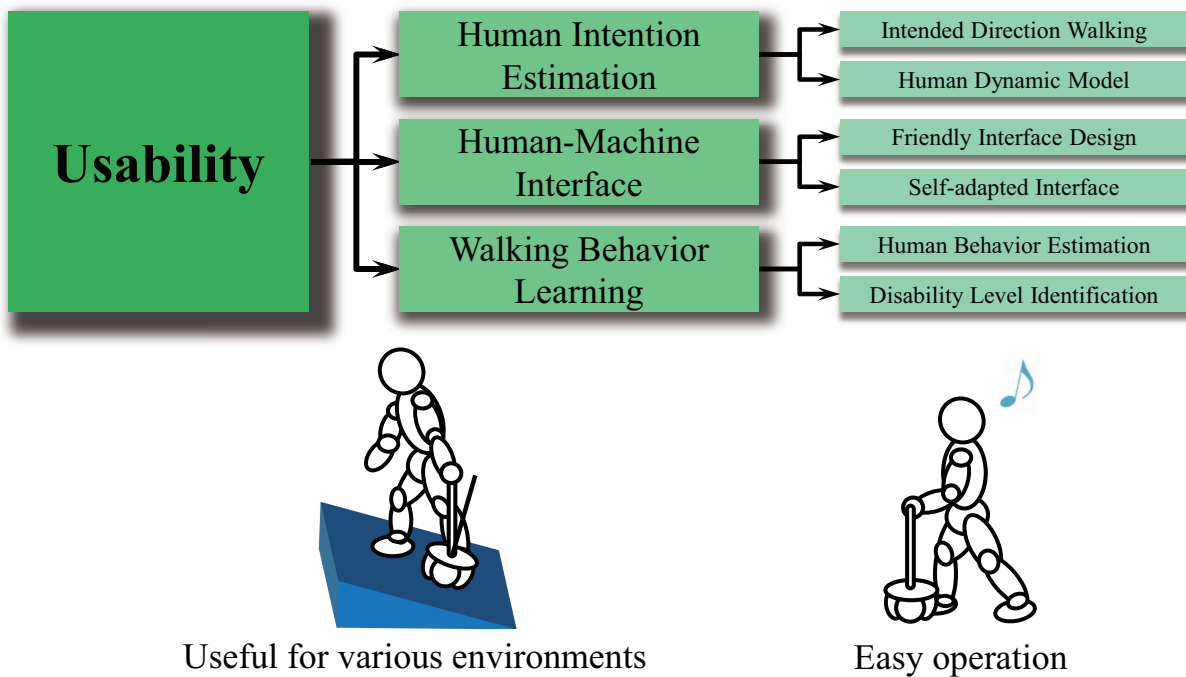 Usability
Human Intention
Estimation
Intended Direction Walking
Human Dynamic Model
Human-Machine
Interface
Friendly Interface Design
Self-adapted Interface
Walking Behavior
Learning
Human Behavior Estimation
Disability Level Identification
Useful for various environments
Easy operation